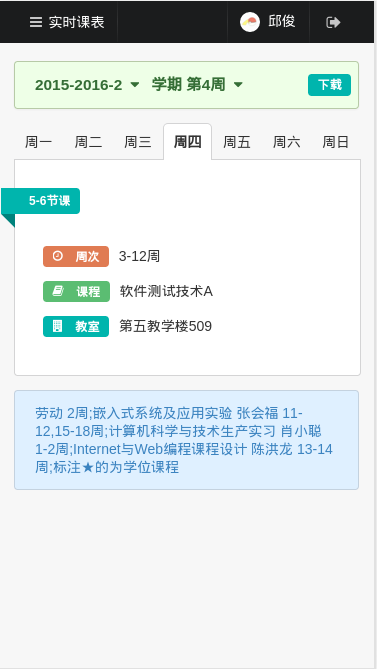 实时课表
邱俊
2015-2016-2 学期 第4周
下载
周一 周二 周三 周四 周五 周六 周日
5-6节课
周次 3-12周
课程 软件测试技术A
教室 第五教学楼509
劳动 2周;嵌入式系统及应用实验 张会福 11-
12,15-18周;计算机科学与技术生产实习 肖小聪
1-2周;Internet与Web编程课程设计 陈洪龙 13-14
周;标注★的为学位课程